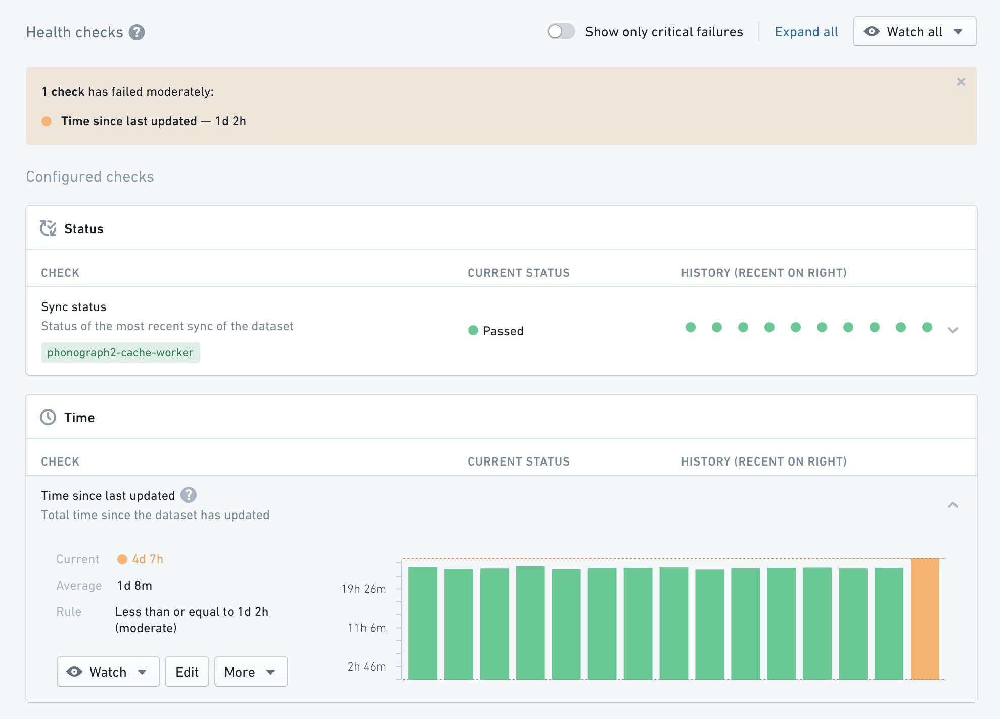 Health checks ?
Show only critical failures
Expand all
Watch all
1 check has failed moderately:
Time since last updated — 1d 2h
Configured checks
Status
CHECK
CURRENT STATUS
HISTORY (RECENT ON RIGHT)
Sync status
Status of the most recent sync of the dataset
phonograph2-cache-worker
Passed
Time
CHECK
CURRENT STATUS
HISTORY (RECENT ON RIGHT)
Time since last updated ?
Total time since the dataset has updated
Current 4d 7h
Average 1d 8m
Rule Less than or equal to 1d 2h
(moderate)
Watch
Edit
More
19h 26m
11h 6m
2h 46m